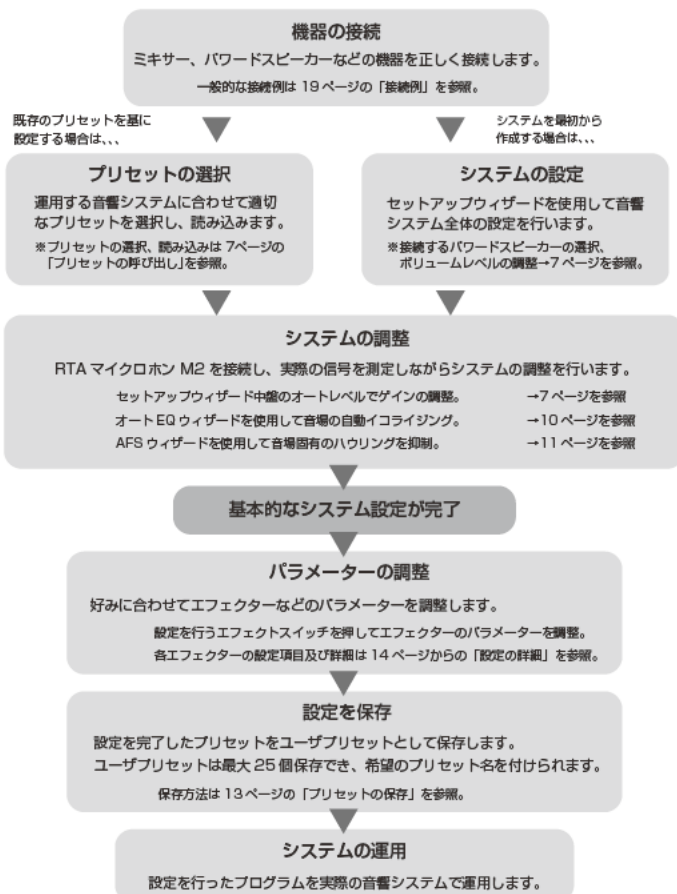 機器の接続
ミキサー、パワードスピーカーなどの機器を正しく接続します。
一般的な接続例は 19ページの「接続例」を参照。
既存のプリセットを基に
設定する場合は、、、
システムを最初から
作成する場合は、、、
プリセットの選択
運用する音響システムに合わせて適切
なプリセットを選択し、読み込みます。
※プリセットの選択、読み込みは 7ページの
「プリセットの呼び出し」を参照。
システムの設定
セットアップウィザードを使用して音響
システム全体の設定を行います。
※接続するパワードスピーカーの選択、
ボリュームレベルの調整→7 ページを参照。
システムの調整
RTA マイクロホン M2 を接続し、実際の信号を測定しながらシステムの調整を行います。
セットアップウィザード中盤のオートレベルでゲインの調整。 →7 ページを参照
オート EQ ウィザードを使用して音場の自動イコライジング。 →10 ページを参照
AFS ウィザードを使用して音場固有のハウリングを抑制。 →11 ページを参照
基本的なシステム設定が完了
パラメーターの調整
好みに合わせてエフェクターなどのパラメーターを調整します。
設定を行うエフェクトスイッチを押してエフェクターのパラメーターを調整。
各エフェクターの設定項目及び詳細は 14 ページからの「設定の詳細」を参照。
設定を保存
設定を完了したプリセットをユーザプリセットとして保存します。
ユーザプリセットは最大 25 個保存でき、希望のプリセット名を付けられます。
保存方法は 13 ページの「プリセットの保存」を参照。
システムの運用
設定を行ったプログラムを実際の音響システムで運用します。